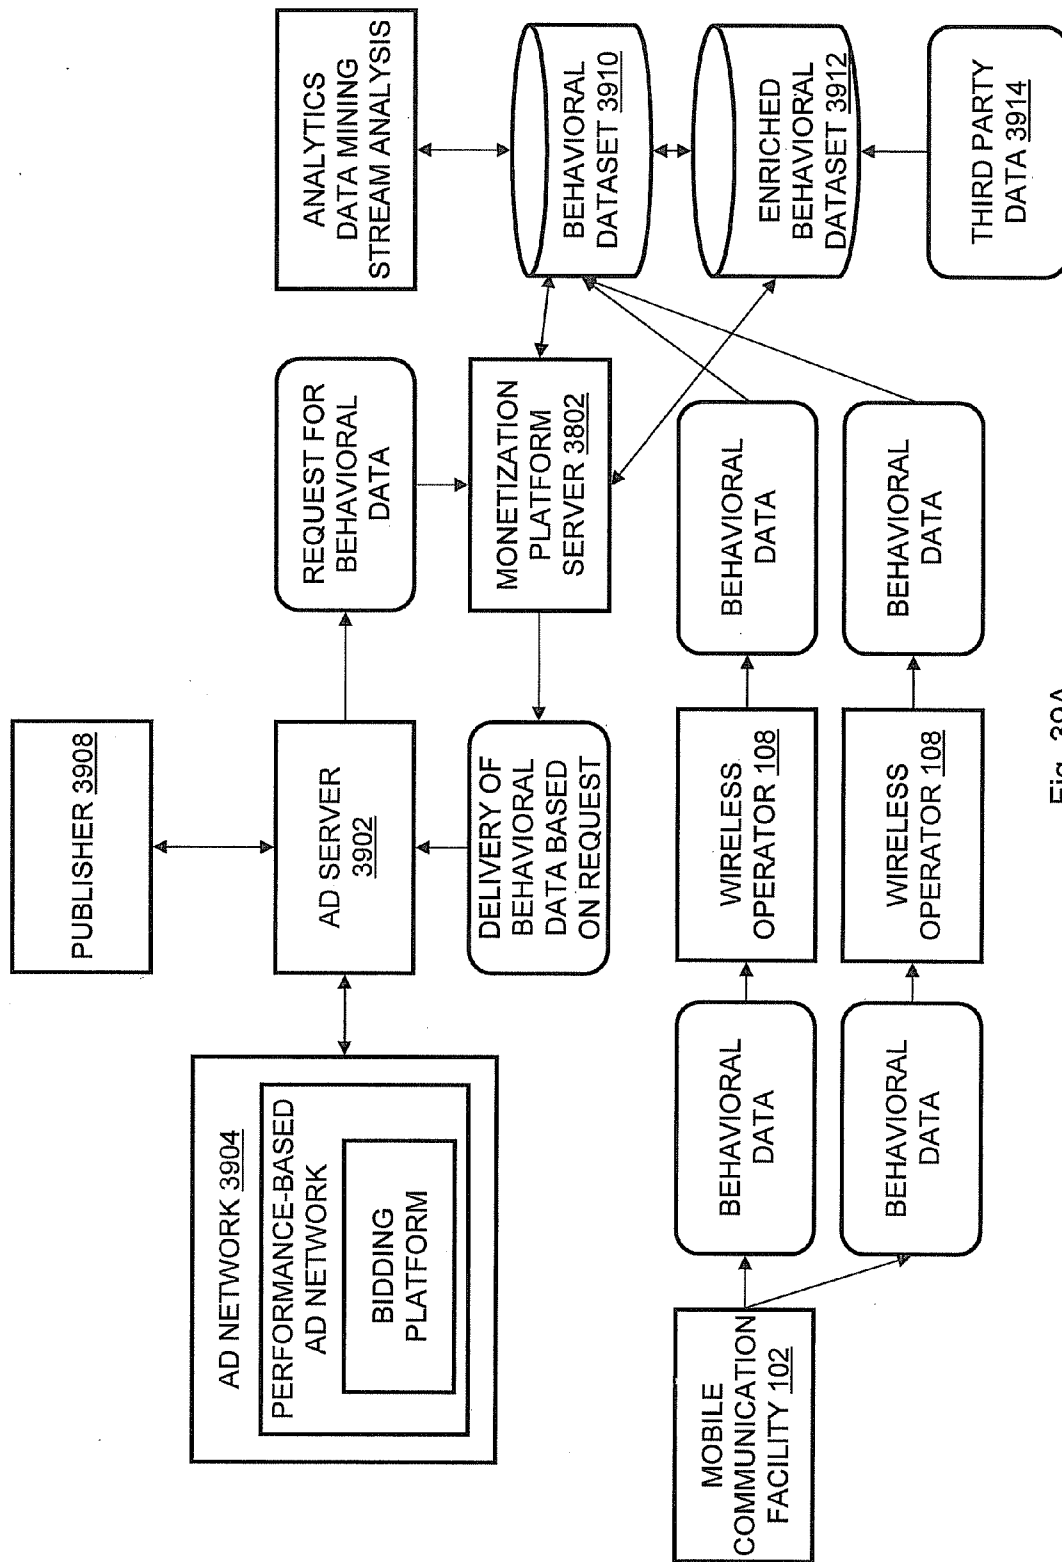 PUBLISHER 3908
AD NETWORK 3904
PERFORMANCE-BASED
AD NETWORK
BIDDING
PLATFORM
AD SERVER
3902
REQUEST FOR
BEHAVIORAL
DATA
ANALYTICS
DATA MINING
STREAM ANALYSIS
DELIVERY OF
BEHAVIORAL
DATA BASED
ON REQUEST
MONETIZATION
PLATFORM
SERVER 3802
BEHAVIORAL
DATASET 3910
MOBILE
COMMUNICATION
FACILITY 102
BEHAVIORAL
DATA
WIRELESS
OPERATOR 108
BEHAVIORAL
DATA
ENRICHED
BEHAVIORAL
DATASET 3912
BEHAVIORAL
DATA
WIRELESS
OPERATOR 108
BEHAVIORAL
DATA
THIRD PARTY
DATA 3914
Fig. 39A